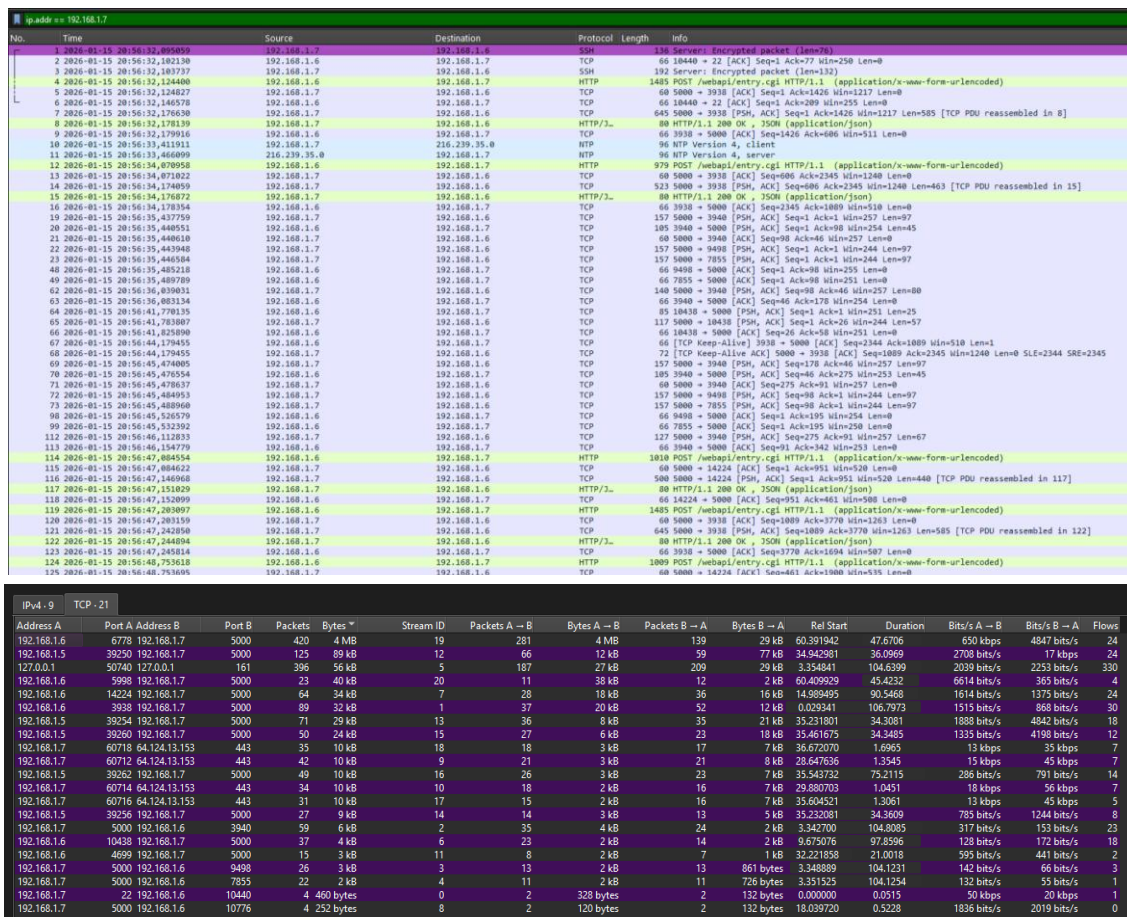 ip.addr == 192.168.1.7
No. Time Source Destination Protocol Length Info
1 2026-01-15 20:56:32,095059 192.168.1.7 192.168.1.6 SSH 136 Server: Encrypted packet (len=76)
2 2026-01-15 20:56:32,102130 192.168.1.6 192.168.1.7 TCP 66 10440 → 22 [ACK] Seq=1 Ack=77 Win=250 Len=0
3 2026-01-15 20:56:32,103737 192.168.1.7 192.168.1.6 SSH 192 Server: Encrypted packet (len=132)
4 2026-01-15 20:56:32,124400 192.168.1.6 192.168.1.7 HTTP 1485 POST /webapi/entry.cgi HTTP/1.1 (application/x-www-form-urlencoded)
5 2026-01-15 20:56:32,124827 192.168.1.7 192.168.1.6 TCP 60 5000 → 3938 [ACK] Seq=1 Ack=1426 Win=1217 Len=0
6 2026-01-15 20:56:32,146578 192.168.1.6 192.168.1.7 TCP 66 10440 → 22 [ACK] Seq=1 Ack=209 Win=255 Len=0
7 2026-01-15 20:56:32,176630 192.168.1.7 192.168.1.6 TCP 645 5000 → 3938 [PSH, ACK] Seq=1 Ack=1426 Win=1217 Len=585 [TCP PDU reassembled in 8]
8 2026-01-15 20:56:32,178139 192.168.1.7 192.168.1.6 HTTP/J… 80 HTTP/1.1 200 OK , JSON (application/json)
9 2026-01-15 20:56:32,179916 192.168.1.6 192.168.1.7 TCP 66 3938 → 5000 [ACK] Seq=1426 Ack=606 Win=511 Len=0
10 2026-01-15 20:56:33,411911 192.168.1.7 216.239.35.0 NTP 96 NTP Version 4, client
11 2026-01-15 20:56:33,466099 216.239.35.0 192.168.1.7 NTP 96 NTP Version 4, server
12 2026-01-15 20:56:34,070958 192.168.1.6 192.168.1.7 HTTP 979 POST /webapi/entry.cgi HTTP/1.1 (application/x-www-form-urlencoded)
13 2026-01-15 20:56:34,071022 192.168.1.7 192.168.1.6 TCP 60 5000 → 3938 [ACK] Seq=606 Ack=2345 Win=1240 Len=0
14 2026-01-15 20:56:34,174059 192.168.1.7 192.168.1.6 TCP 523 5000 → 3938 [PSH, ACK] Seq=606 Ack=2345 Win=1240 Len=463 [TCP PDU reassembled in 15]
15 2026-01-15 20:56:34,176872 192.168.1.7 192.168.1.6 HTTP/J… 80 HTTP/1.1 200 OK , JSON (application/json)
16 2026-01-15 20:56:34,178354 192.168.1.6 192.168.1.7 TCP 66 3938 → 5000 [ACK] Seq=2345 Ack=1089 Win=510 Len=0
19 2026-01-15 20:56:35,437759 192.168.1.7 192.168.1.6 TCP 157 5000 → 3940 [PSH, ACK] Seq=1 Ack=1 Win=257 Len=97
20 2026-01-15 20:56:35,440551 192.168.1.6 192.168.1.7 TCP 105 3940 → 5000 [PSH, ACK] Seq=1 Ack=98 Win=254 Len=45
21 2026-01-15 20:56:35,440610 192.168.1.7 192.168.1.6 TCP 60 5000 → 3940 [ACK] Seq=98 Ack=46 Win=257 Len=0
22 2026-01-15 20:56:35,443948 192.168.1.7 192.168.1.6 TCP 157 5000 → 9498 [PSH, ACK] Seq=1 Ack=1 Win=244 Len=97
23 2026-01-15 20:56:35,446584 192.168.1.7 192.168.1.6 TCP 157 5000 → 7855 [PSH, ACK] Seq=1 Ack=1 Win=244 Len=97
48 2026-01-15 20:56:35,485218 192.168.1.6 192.168.1.7 TCP 66 9498 → 5000 [ACK] Seq=1 Ack=98 Win=255 Len=0
49 2026-01-15 20:56:35,489789 192.168.1.6 192.168.1.7 TCP 66 7855 → 5000 [ACK] Seq=1 Ack=98 Win=251 Len=0
62 2026-01-15 20:56:36,039031 192.168.1.7 192.168.1.6 TCP 140 5000 → 3940 [PSH, ACK] Seq=98 Ack=46 Win=257 Len=80
63 2026-01-15 20:56:36,083134 192.168.1.6 192.168.1.7 TCP 66 3940 → 5000 [ACK] Seq=46 Ack=178 Win=254 Len=0
64 2026-01-15 20:56:41,770135 192.168.1.6 192.168.1.7 TCP 85 10438 → 5000 [PSH, ACK] Seq=1 Ack=1 Win=251 Len=25
65 2026-01-15 20:56:41,783807 192.168.1.7 192.168.1.6 TCP 117 5000 → 10438 [PSH, ACK] Seq=1 Ack=26 Win=244 Len=57
66 2026-01-15 20:56:41,825890 192.168.1.6 192.168.1.7 TCP 66 10438 → 5000 [ACK] Seq=26 Ack=58 Win=251 Len=0
67 2026-01-15 20:56:44,179455 192.168.1.6 192.168.1.7 TCP 66 [TCP Keep-Alive] 3938 → 5000 [ACK] Seq=2344 Ack=1089 Win=510 Len=1
68 2026-01-15 20:56:44,179455 192.168.1.7 192.168.1.6 TCP 72 [TCP Keep-Alive ACK] 5000 → 3938 [ACK] Seq=1089 Ack=2345 Win=1240 Len=0 SLE=2344 SRE=2345
69 2026-01-15 20:56:45,474005 192.168.1.7 192.168.1.6 TCP 157 5000 → 3940 [PSH, ACK] Seq=178 Ack=46 Win=257 Len=97
70 2026-01-15 20:56:45,476554 192.168.1.6 192.168.1.7 TCP 105 3940 → 5000 [PSH, ACK] Seq=46 Ack=275 Win=253 Len=45
71 2026-01-15 20:56:45,478637 192.168.1.7 192.168.1.6 TCP 60 5000 → 3940 [ACK] Seq=275 Ack=91 Win=257 Len=0
72 2026-01-15 20:56:45,484953 192.168.1.7 192.168.1.6 TCP 157 5000 → 9498 [PSH, ACK] Seq=98 Ack=1 Win=244 Len=97
73 2026-01-15 20:56:45,488960 192.168.1.7 192.168.1.6 TCP 157 5000 → 7855 [PSH, ACK] Seq=98 Ack=1 Win=244 Len=97
98 2026-01-15 20:56:45,526579 192.168.1.6 192.168.1.7 TCP 66 9498 → 5000 [ACK] Seq=1 Ack=195 Win=254 Len=0
99 2026-01-15 20:56:45,532392 192.168.1.6 192.168.1.7 TCP 66 7855 → 5000 [ACK] Seq=1 Ack=195 Win=250 Len=0
112 2026-01-15 20:56:46,112833 192.168.1.7 192.168.1.6 TCP 127 5000 → 3940 [PSH, ACK] Seq=275 Ack=91 Win=257 Len=67
113 2026-01-15 20:56:46,154779 192.168.1.6 192.168.1.7 TCP 66 3940 → 5000 [ACK] Seq=91 Ack=342 Win=253 Len=0
114 2026-01-15 20:56:47,084554 192.168.1.6 192.168.1.7 HTTP 1010 POST /webapi/entry.cgi HTTP/1.1 (application/x-www-form-urlencoded)
115 2026-01-15 20:56:47,084622 192.168.1.7 192.168.1.6 TCP 60 5000 → 14224 [ACK] Seq=1 Ack=951 Win=520 Len=0
116 2026-01-15 20:56:47,146968 192.168.1.7 192.168.1.6 TCP 500 5000 → 14224 [PSH, ACK] Seq=1 Ack=951 Win=520 Len=440 [TCP PDU reassembled in 117]
117 2026-01-15 20:56:47,151029 192.168.1.7 192.168.1.6 HTTP/J… 80 HTTP/1.1 200 OK , JSON (application/json)
118 2026-01-15 20:56:47,152099 192.168.1.6 192.168.1.7 TCP 66 14224 → 5000 [ACK] Seq=951 Ack=461 Win=508 Len=0
119 2026-01-15 20:56:47,203097 192.168.1.6 192.168.1.7 HTTP 1485 POST /webapi/entry.cgi HTTP/1.1 (application/x-www-form-urlencoded)
120 2026-01-15 20:56:47,203159 192.168.1.7 192.168.1.6 TCP 60 5000 → 3938 [ACK] Seq=1089 Ack=3770 Win=1263 Len=0
121 2026-01-15 20:56:47,242850 192.168.1.7 192.168.1.6 TCP 645 5000 → 3938 [PSH, ACK] Seq=1089 Ack=3770 Win=1263 Len=585 [TCP PDU reassembled in 122]
122 2026-01-15 20:56:47,244894 192.168.1.7 192.168.1.6 HTTP/J… 80 HTTP/1.1 200 OK , JSON (application/json)
123 2026-01-15 20:56:47,245814 192.168.1.6 192.168.1.7 TCP 66 3938 → 5000 [ACK] Seq=3770 Ack=1694 Win=507 Len=0
124 2026-01-15 20:56:48,753618 192.168.1.6 192.168.1.7 HTTP 1009 POST /webapi/entry.cgi HTTP/1.1 (application/x-www-form-urlencoded)
125 2026-01-15 20:56:48,753695 192.168.1.7 192.168.1.6 TCP 60 5000 → 14224 [ACK] Seq=461 Ack=1900 Win=535 Len=0
IPv4 · 9 TCP · 21
Address A Port A Address B Port B Packets Bytes Stream ID Packets A → B Bytes A → B Packets B → A Bytes B → A Rel Start Duration Bits/s A → B Bits/s B → A Flows
192.168.1.6 6778 192.168.1.7 5000 420 4 MB 19 281 4 MB 139 29 kB 60.391942 47.6706 650 kbps 4847 bits/s 24
192.168.1.5 39250 192.168.1.7 5000 125 89 kB 12 66 12 kB 59 77 kB 34.942981 36.0969 2708 bits/s 17 kbps 24
127.0.0.1 50740 127.0.0.1 161 396 56 kB 5 187 27 kB 209 29 kB 3.354841 104.6399 2039 bits/s 2253 bits/s 330
192.168.1.6 5998 192.168.1.7 5000 23 40 kB 20 11 38 kB 12 2 kB 60.409929 45.4232 6614 bits/s 365 bits/s 4
192.168.1.6 14224 192.168.1.7 5000 64 34 kB 7 28 18 kB 36 16 kB 14.989495 90.5468 1614 bits/s 1375 bits/s 24
192.168.1.6 3938 192.168.1.7 5000 89 32 kB 1 37 20 kB 52 12 kB 0.029341 106.7973 1515 bits/s 868 bits/s 30
192.168.1.5 39254 192.168.1.7 5000 71 29 kB 13 36 8 kB 35 21 kB 35.231801 34.3081 1888 bits/s 4842 bits/s 18
192.168.1.5 39260 192.168.1.7 5000 50 24 kB 15 27 6 kB 23 18 kB 35.461675 34.3485 1335 bits/s 4198 bits/s 12
192.168.1.7 60718 64.124.13.153 443 35 10 kB 18 18 3 kB 17 7 kB 36.672070 1.6965 13 kbps 35 kbps 7
192.168.1.7 60712 64.124.13.153 443 42 10 kB 9 21 3 kB 21 8 kB 28.647636 1.3545 15 kbps 45 kbps 7
192.168.1.5 39262 192.168.1.7 5000 49 10 kB 16 26 3 kB 23 7 kB 35.543732 75.2115 286 bits/s 791 bits/s 14
192.168.1.7 60714 64.124.13.153 443 34 10 kB 10 18 2 kB 16 7 kB 29.880703 1.0451 18 kbps 56 kbps 7
192.168.1.7 60716 64.124.13.153 443 31 10 kB 17 15 2 kB 16 7 kB 35.604521 1.3061 13 kbps 45 kbps 5
192.168.1.5 39256 192.168.1.7 5000 27 9 kB 14 14 3 kB 13 5 kB 35.232081 34.3609 785 bits/s 1244 bits/s 8
192.168.1.7 5000 192.168.1.6 3940 59 6 kB 2 35 4 kB 24 2 kB 3.342700 104.8085 317 bits/s 153 bits/s 23
192.168.1.6 10438 192.168.1.7 5000 37 4 kB 6 23 2 kB 14 2 kB 9.675076 97.8596 128 bits/s 172 bits/s 18
192.168.1.6 4699 192.168.1.7 5000 15 3 kB 11 8 2 kB 7 1 kB 32.221858 21.0018 595 bits/s 441 bits/s 2
192.168.1.7 5000 192.168.1.6 9498 26 3 kB 3 13 2 kB 13 861 bytes 3.348889 104.1231 142 bits/s 66 bits/s 3
192.168.1.7 5000 192.168.1.6 7855 22 2 kB 4 11 2 kB 11 726 bytes 3.351525 104.1254 132 bits/s 55 bits/s 1
192.168.1.7 22 192.168.1.6 10440 4 460 bytes 0 2 328 bytes 2 132 bytes 0.000000 0.0515 50 kbps 20 kbps 1
192.168.1.7 5000 192.168.1.6 10776 4 252 bytes 8 2 120 bytes 2 132 bytes 18.039720 0.5228 1836 bits/s 2019 bits/s 0